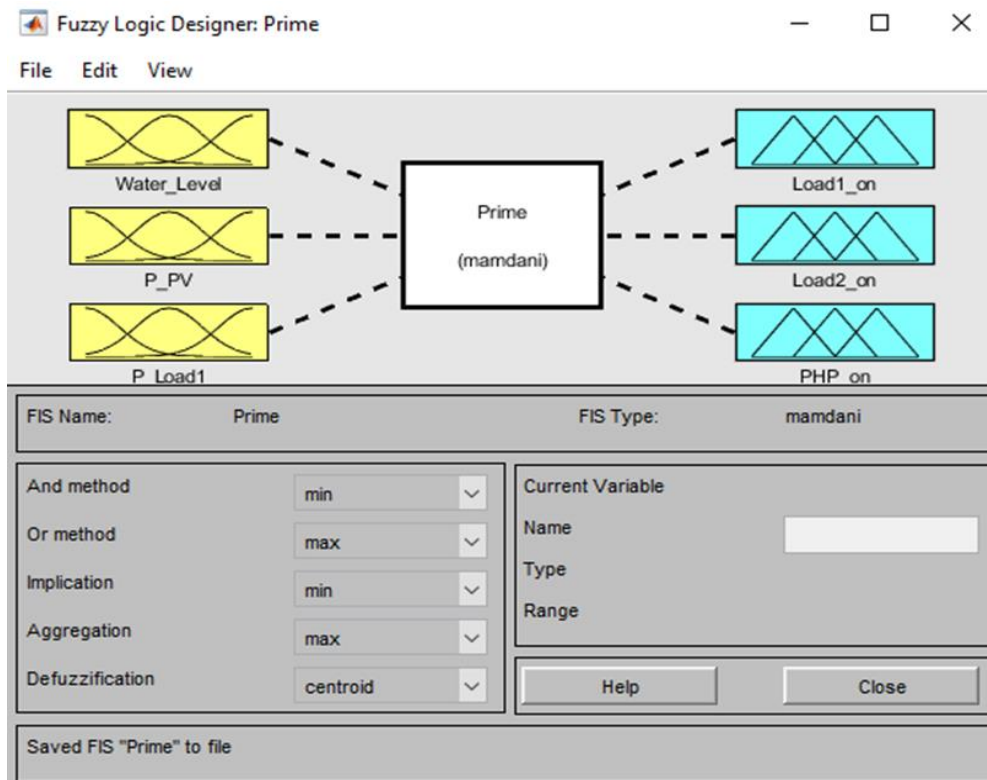 Fuzzy Logic Designer: Prime
File Edit View
Water_Level
P_PV
P_Load1
Prime
(mamdani)
Load1_on
Load2_on
PHP_on
FIS Name: Prime FIS Type: mamdani
And method min
Or method max
Implication min
Aggregation max
Defuzzification centroid
Current Variable
Name
Type
Range
Help Close
Saved FIS "Prime" to file